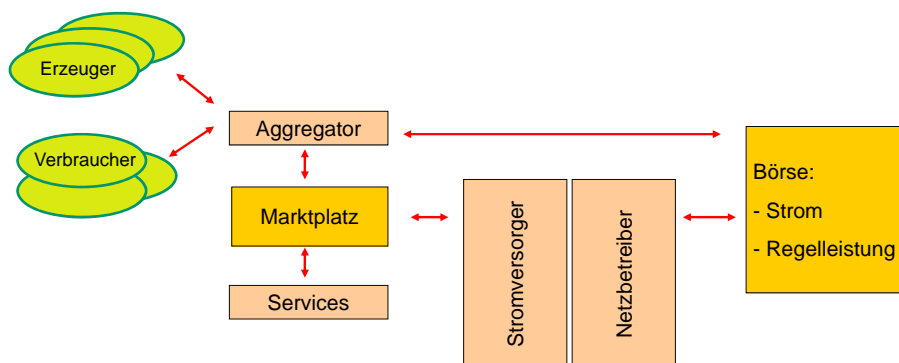 Erzeuger
Aggregator
Verbraucher
Marktplatz
Services
Stromversorger
Netzbetreiber
Börse:
- Strom
- Regelleistung